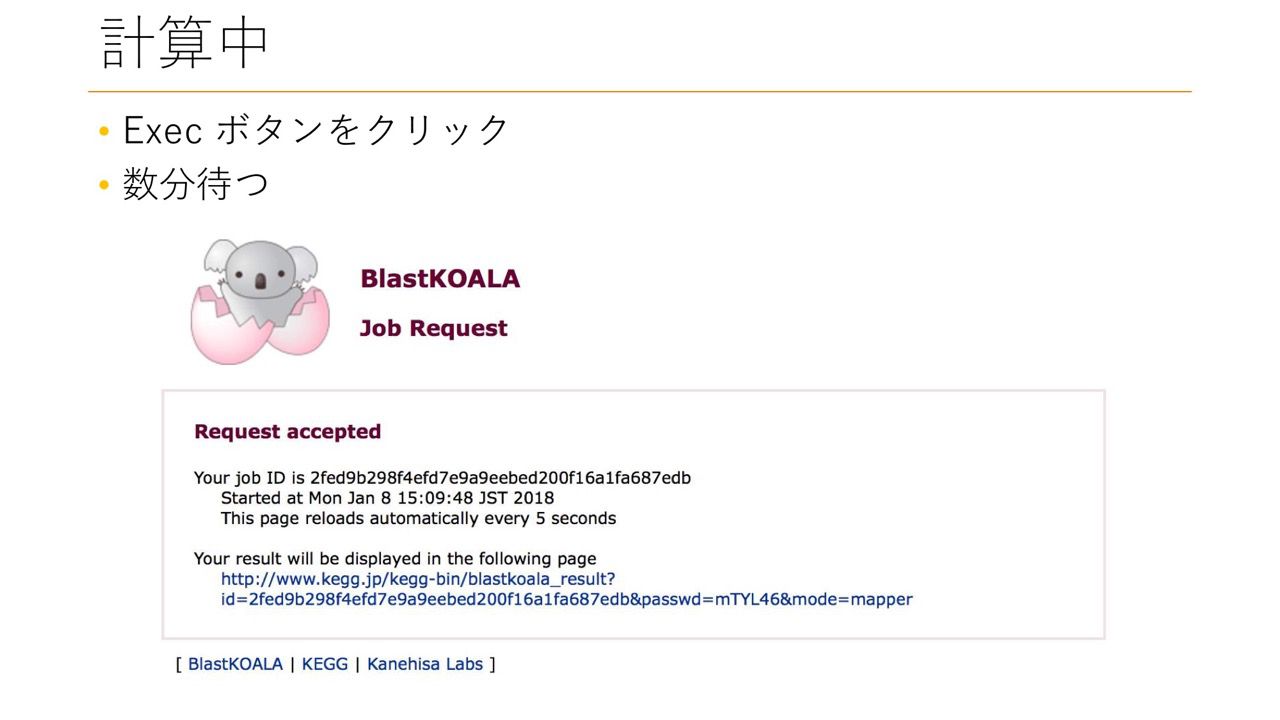 計算中
• Exec ボタンをクリック
• 数分待つ
BlastKOALA
Job Request
Request accepted
Your job ID is 2fed9b298f4efd7e9a9eebed200f16a1fa687edb
Started at Mon Jan 8 15:09:48 JST 2018
This page reloads automatically every 5 seconds
Your result will be displayed in the following page
http://www.kegg.jp/kegg-bin/blastkoala_result?
id=2fed9b298f4efd7e9a9eebed200f16a1fa687edb&passwd=mTYL46&mode=mapper
[ BlastKOALA | KEGG | Kanehisa Labs ]